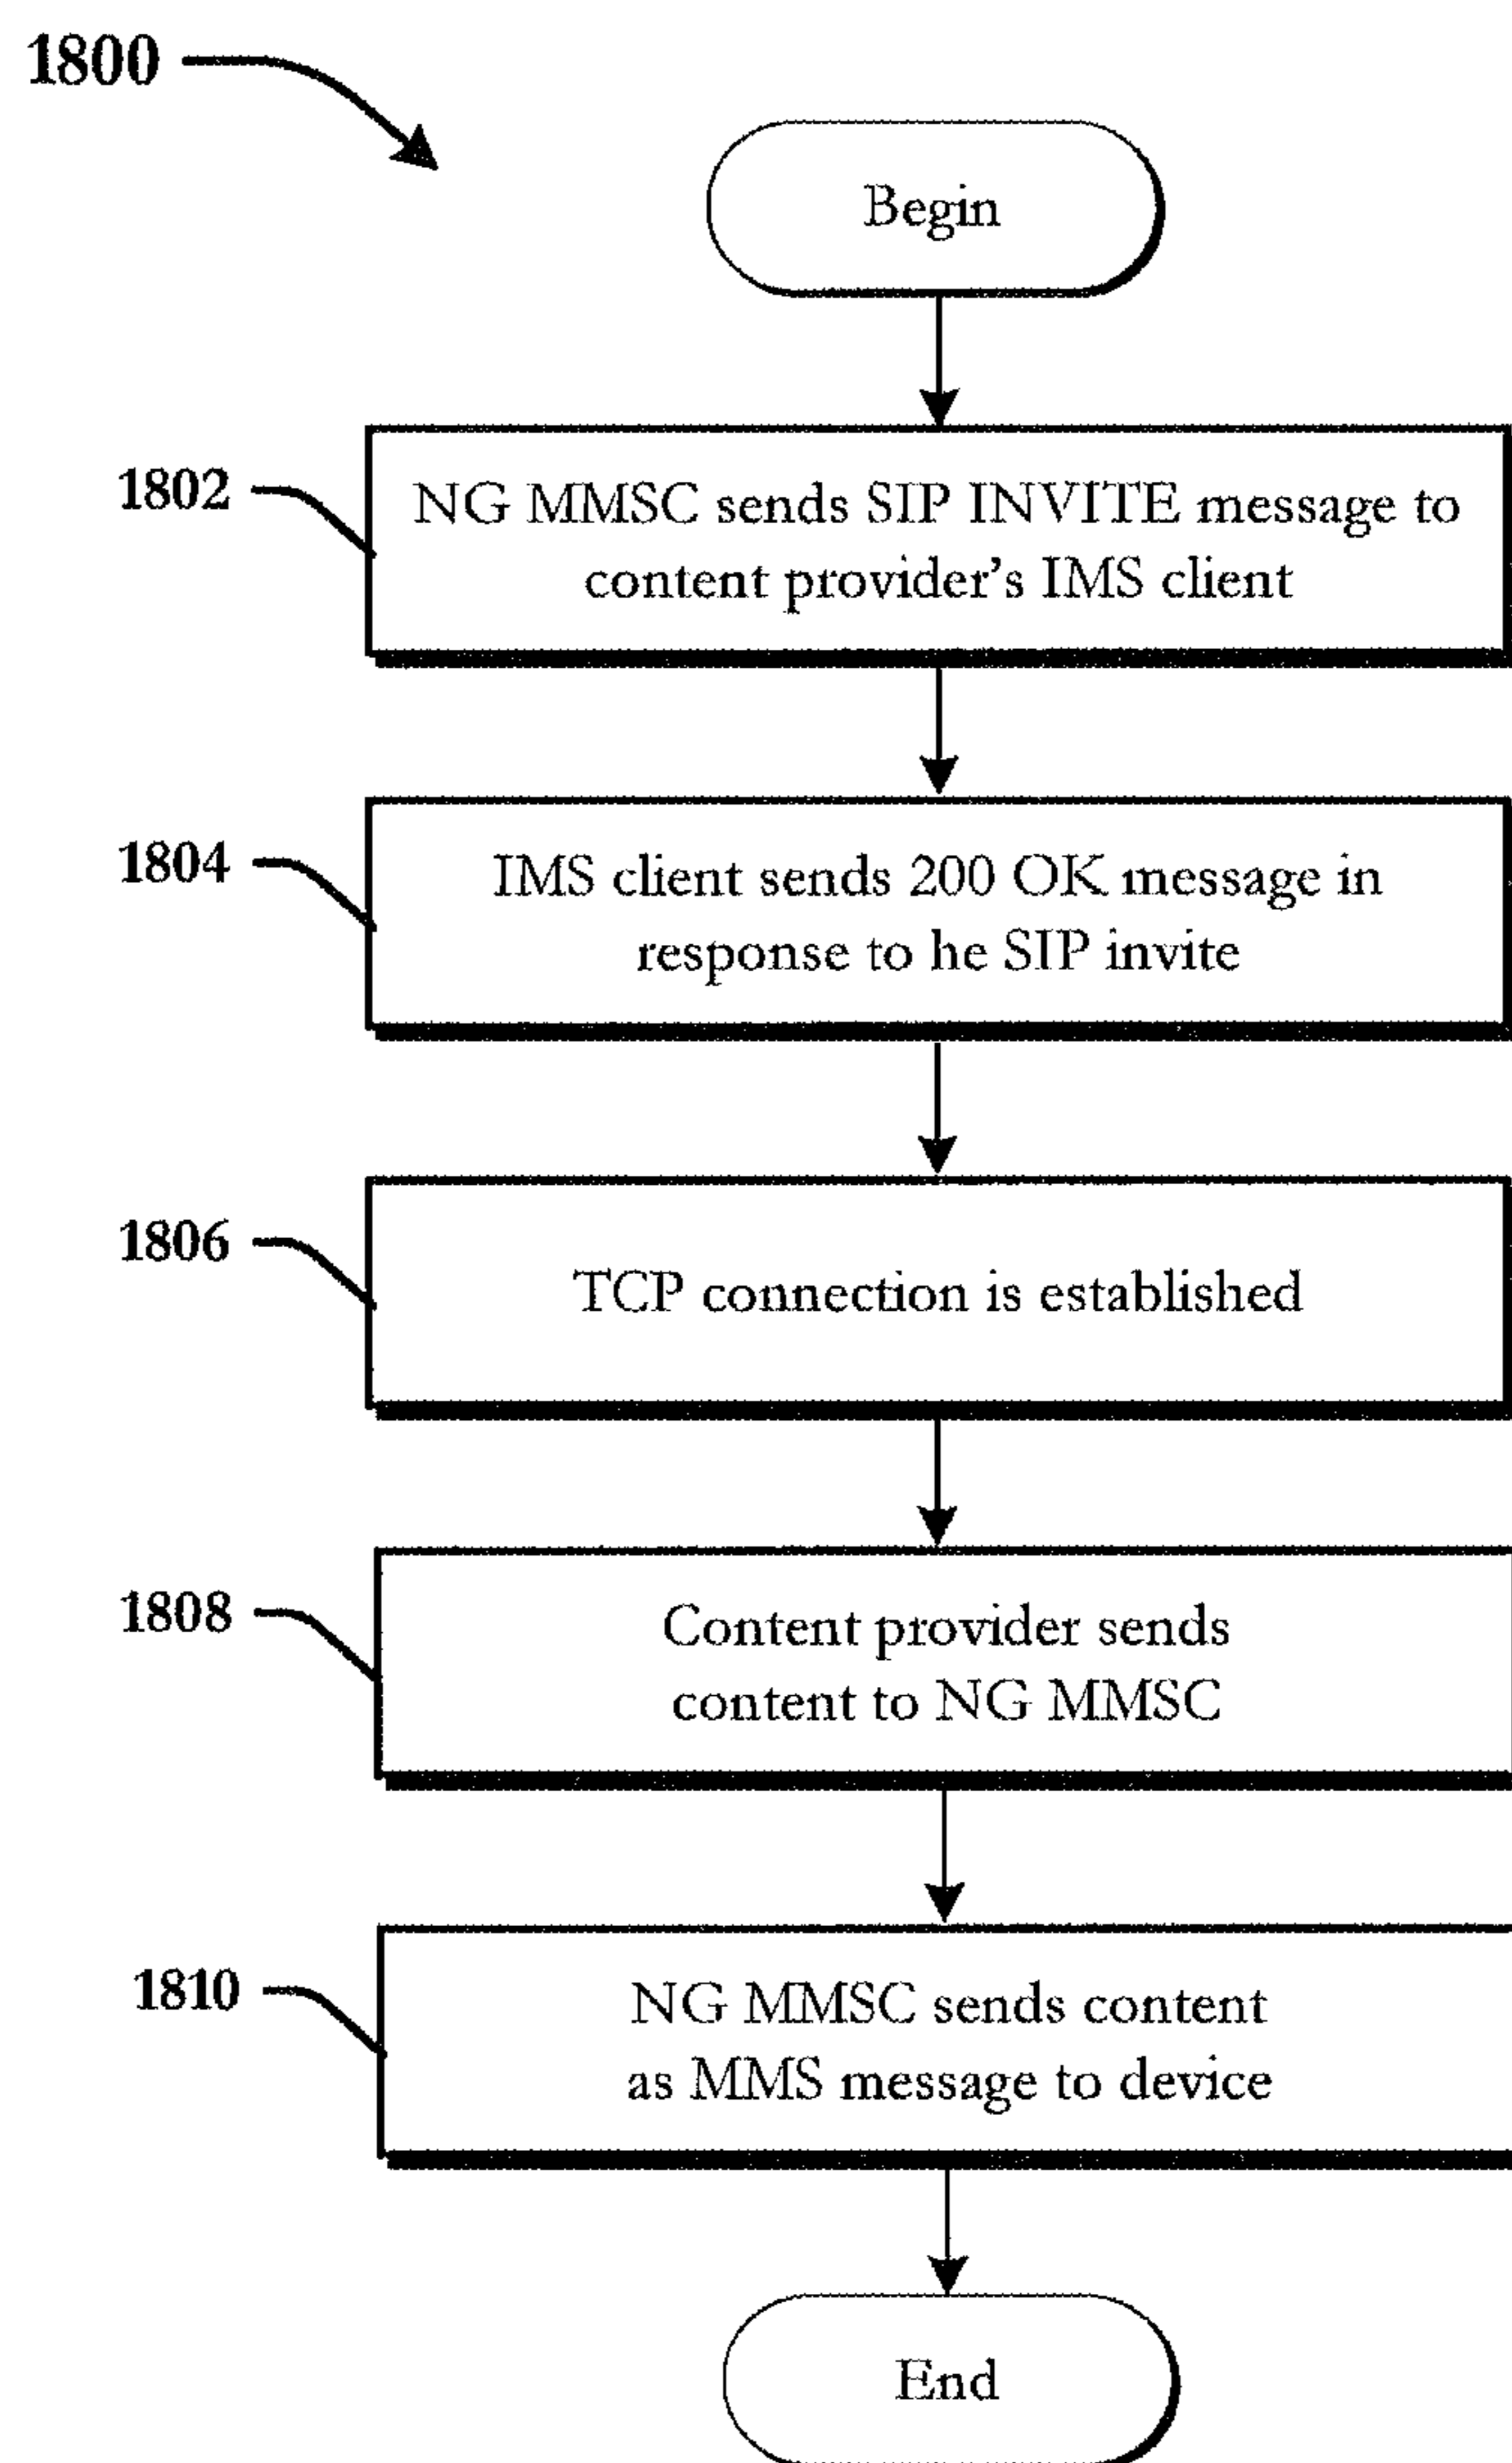 1800
Begin
1802
NG MMSC sends SIP INVITE message to
content provider's IMS client
1804
IMS client sends 200 OK message in
response to he SIP invite
1806
TCP connection is established
1808
Content provider sends
content to NG MMSC
1810
NG MMSC sends content
as MMS message to device
End